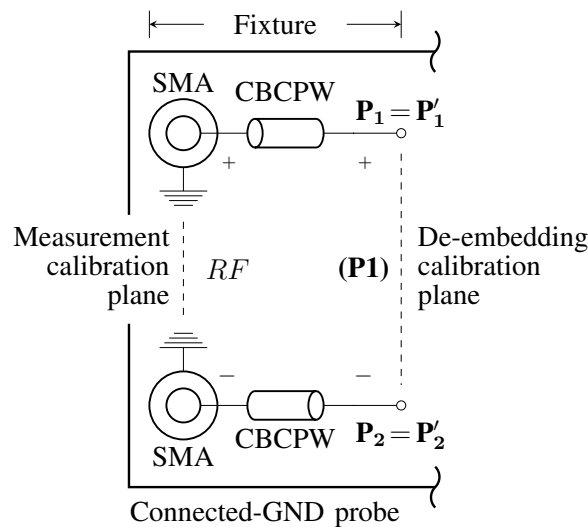 Fixture
SMA
CBCPW
P₁ = P′₁
+ +
Measurement
calibration
plane
RF
(P1)
De-embedding
calibration
plane
− −
CBCPW
P₂ = P′₂
SMA
Connected-GND probe